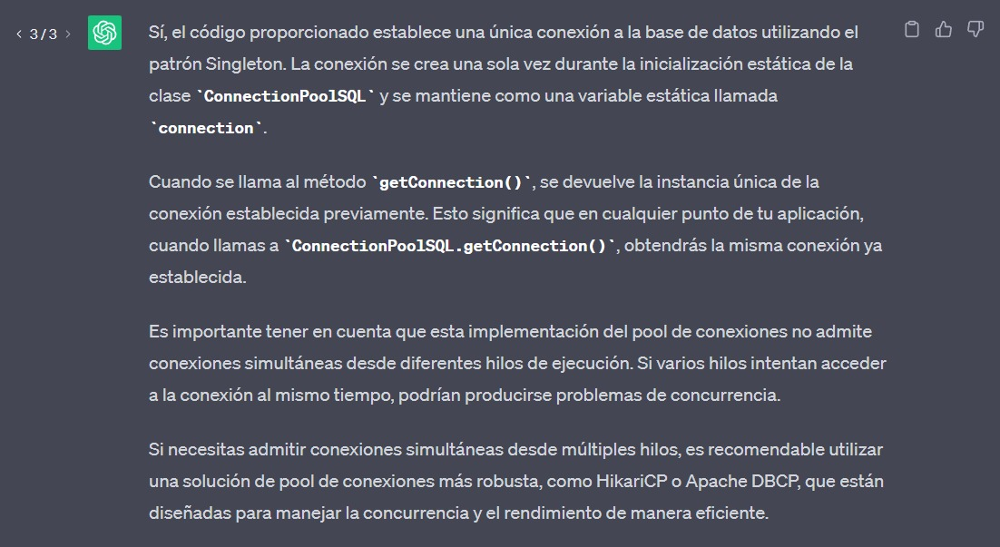 3/3
Sí, el código proporcionado establece una única conexión a la base de datos utilizando el
patrón Singleton. La conexión se crea una sola vez durante la inicialización estática de la
clase `ConnectionPoolSQL` y se mantiene como una variable estática llamada
`connection`.
Cuando se llama al método `getConnection()`, se devuelve la instancia única de la
conexión establecida previamente. Esto significa que en cualquier punto de tu aplicación,
cuando llamas a `ConnectionPoolSQL.getConnection()`, obtendrás la misma conexión ya
establecida.
Es importante tener en cuenta que esta implementación del pool de conexiones no admite
conexiones simultáneas desde diferentes hilos de ejecución. Si varios hilos intentan acceder
a la conexión al mismo tiempo, podrían producirse problemas de concurrencia.
Si necesitas admitir conexiones simultáneas desde múltiples hilos, es recomendable utilizar
una solución de pool de conexiones más robusta, como HikariCP o Apache DBCP, que están
diseñadas para manejar la concurrencia y el rendimiento de manera eficiente.